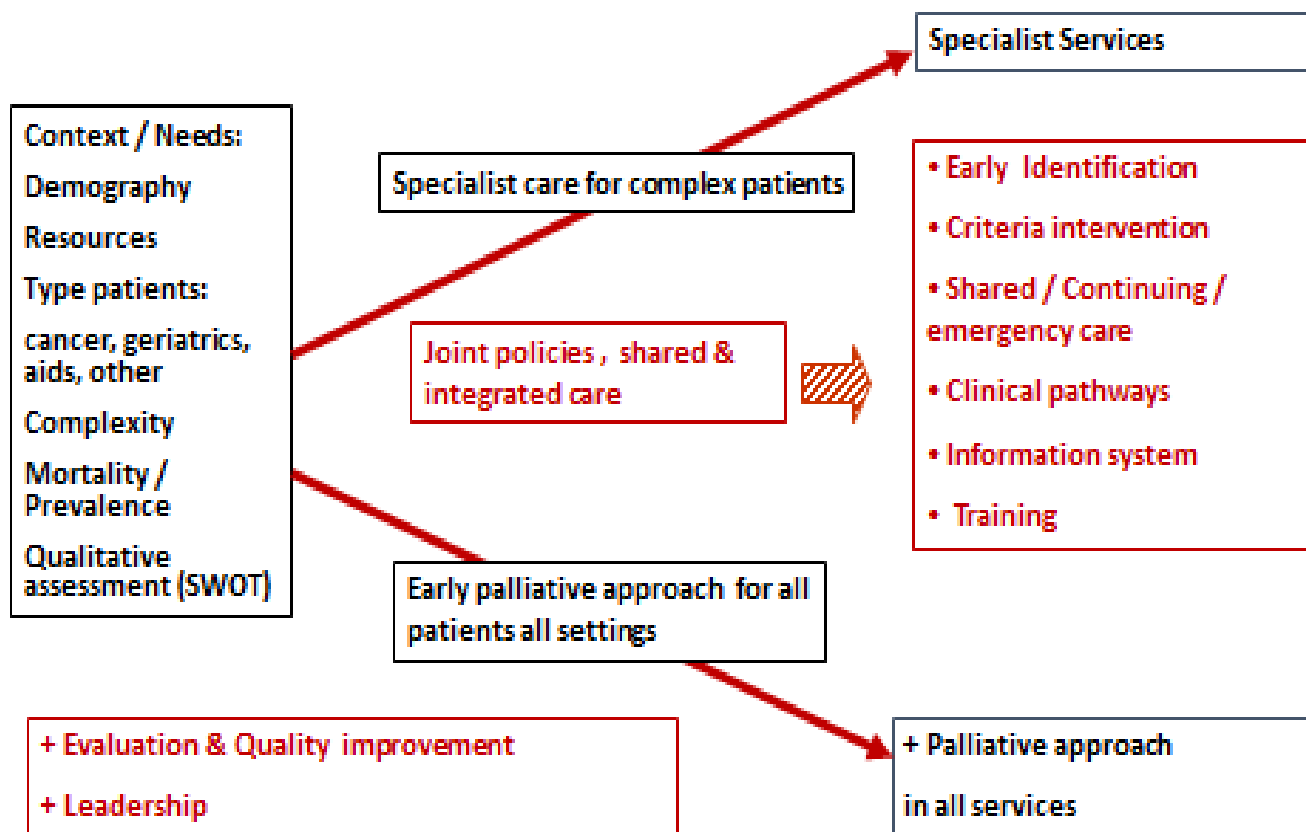 Specialist Services
Context / Needs:
Demography
Resources
Type patients:
cancer, geriatrics,
aids, other
Complexity
Mortality /
Prevalence
Qualitative
assessment (SWOT)
Specialist care for complex patients
Joint policies , shared &
integrated care
• Early Identification
• Criteria intervention
• Shared / Continuing /
emergency care
• Clinical pathways
• Information system
• Training
Early palliative approach for all
patients all settings
+ Evaluation & Quality improvement
+ Leadership
+ Palliative approach
in all services